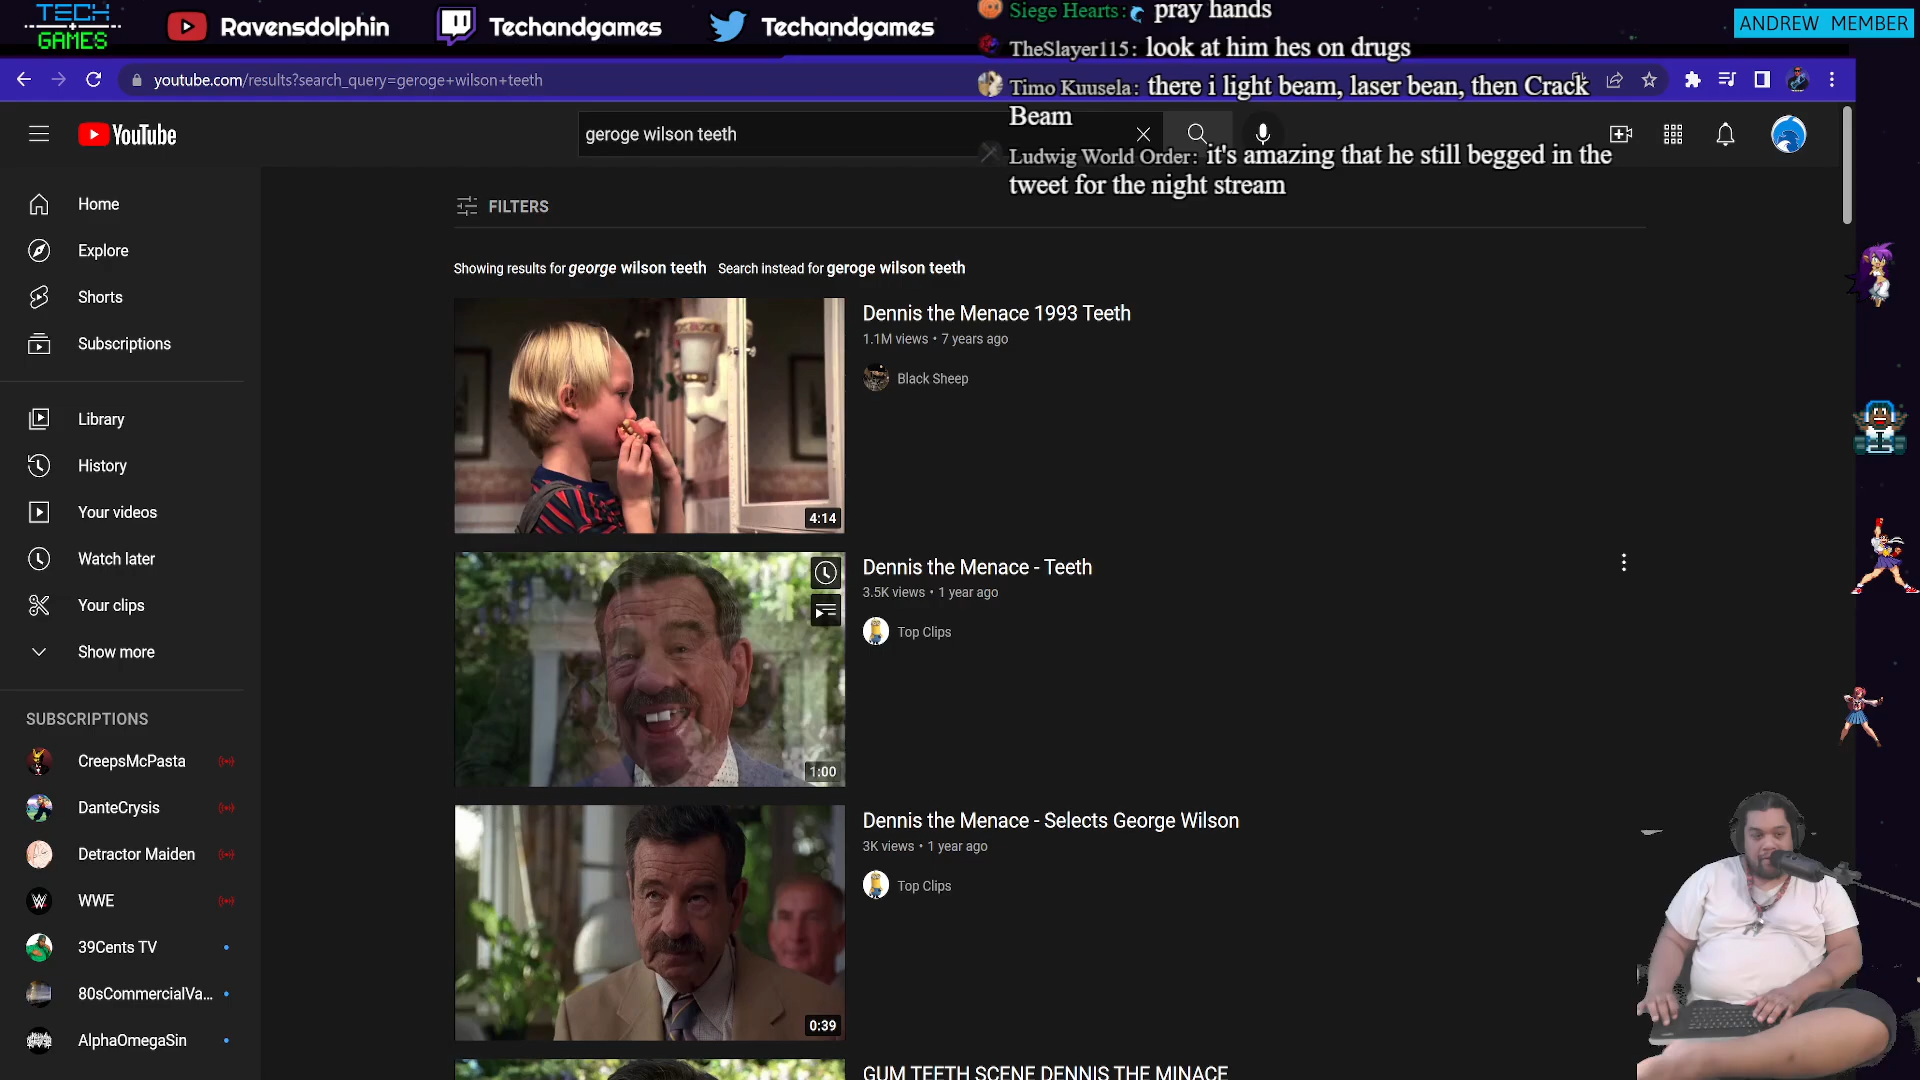 TECH
+
GAMES
Ravensdolphin
Techandgames
Techandgames
Siege Hearts: pray hands
TheSlayer115: look at him hes on drugs
Timo Kuusela: there i light beam, laser bean, then Crack
Beam
Ludwig World Order: it's amazing that he still begged in the
tweet for the night stream
ANDREW MEMBER
youtube.com/results?search_query=geroge+wilson+teeth
YouTube
geroge wilson teeth
Home
Explore
Shorts
Subscriptions
Library
History
Your videos
Watch later
Your clips
Show more
SUBSCRIPTIONS
CreepsMcPasta
DanteCrysis
Detractor Maiden
WWE
39Cents TV
80sCommercialVa...
AlphaOmegaSin
FILTERS
Showing results for george wilson teeth Search instead for geroge wilson teeth
4:14
Dennis the Menace 1993 Teeth
1.1M views • 7 years ago
Black Sheep
1:00
Dennis the Menace - Teeth
3.5K views • 1 year ago
Top Clips
0:39
Dennis the Menace - Selects George Wilson
3K views • 1 year ago
Top Clips
GUM TEETH SCENE DENNIS THE MINACE